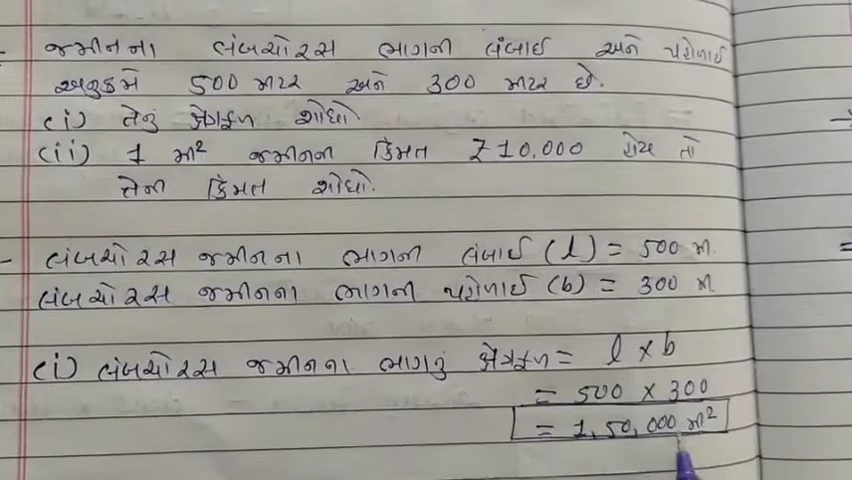 જમીનના લંબચોરસ ભાગની લંબાઈ અને પહોળાઈ
અનુક્રમે 500 મીટર અને 300 મીટર છે.
(i) તેનું ક્ષેત્રફળ શોધો
(ii) 1 મી² જમીનની કિંમત ₹10,000 હોય તો
તેની કિંમત શોધો.
લંબચોરસ જમીનના ભાગની લંબાઈ (l) = 500 મી.
લંબચોરસ જમીનના ભાગની પહોળાઈ (b) = 300 મી
(i) લંબચોરસ જમીનના ભાગનું ક્ષેત્રફળ = l × b
= 500 × 300
= 1,50,000 મી²